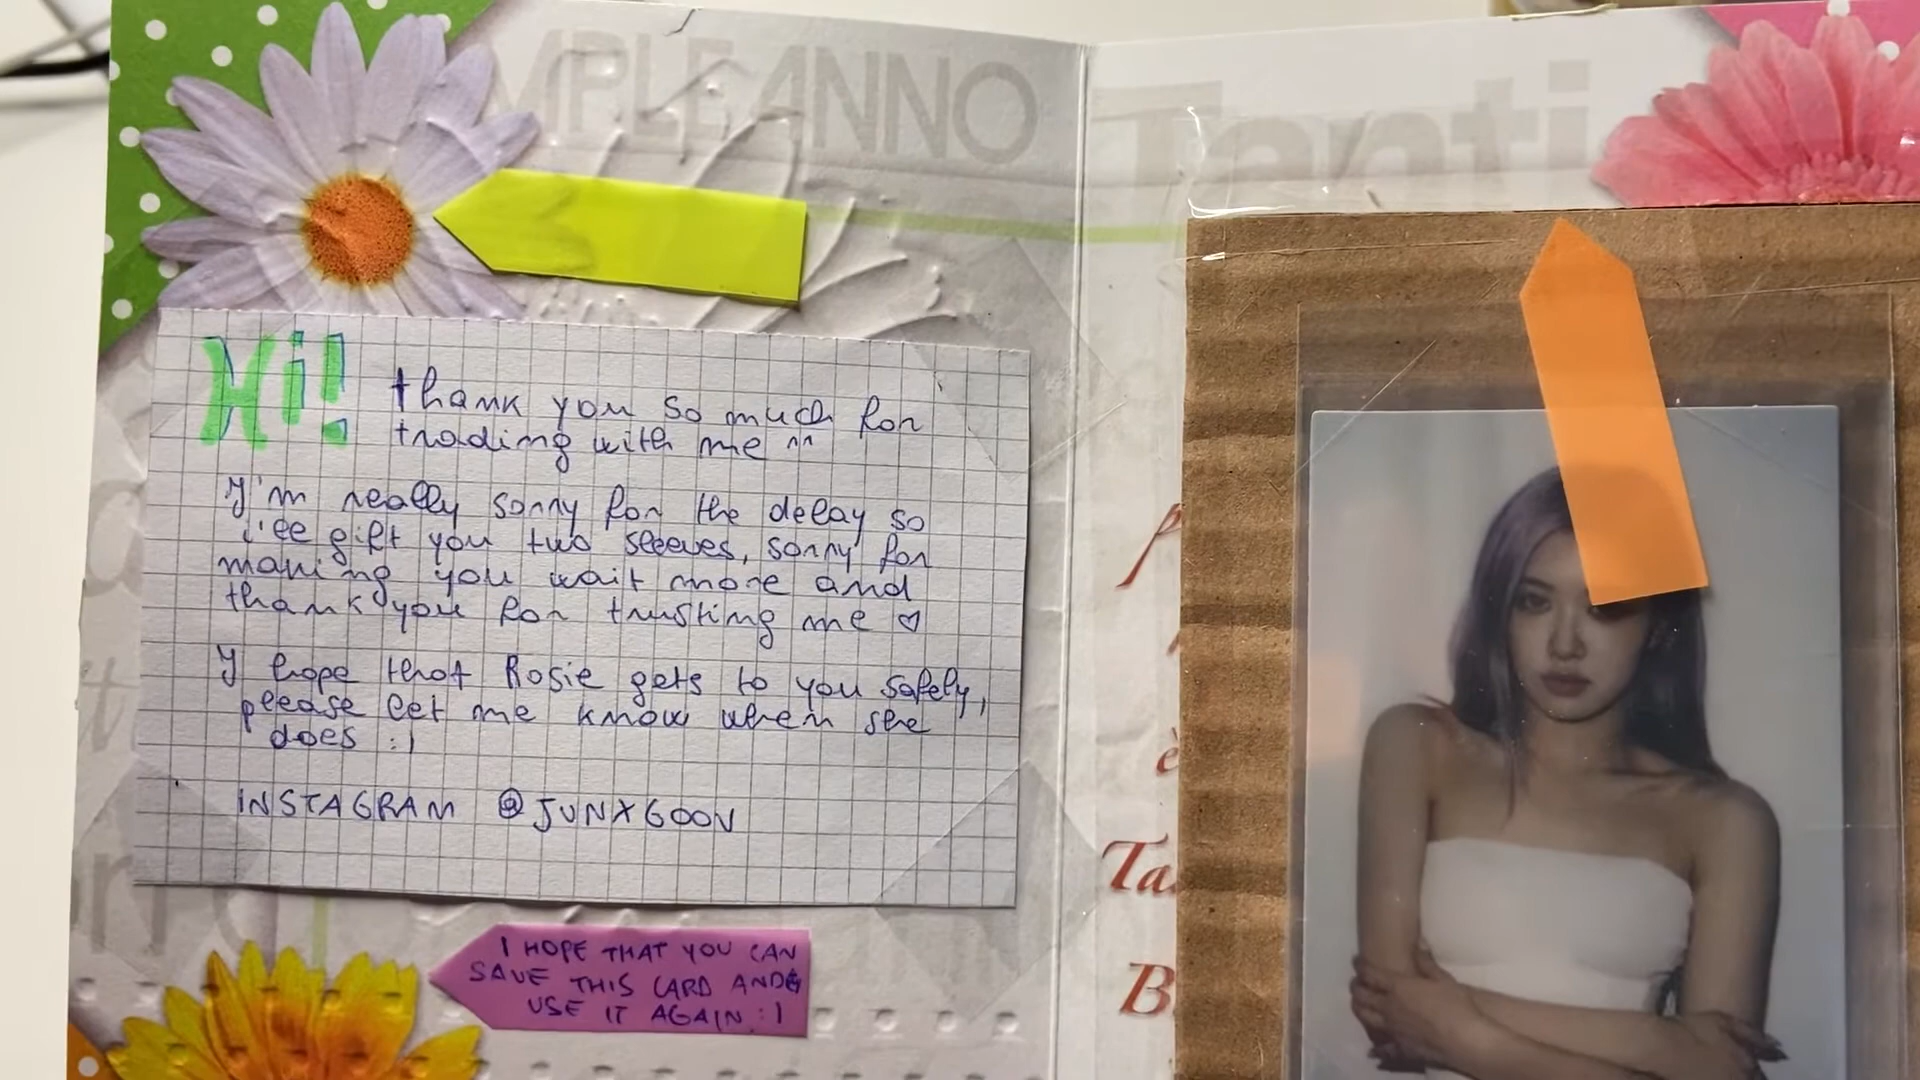 MPLEANNO
Tanti
Hi! thank you so much for
trading with me ^^
I'm really sorry for the delay so
i'll gift you two sleeves, sorry for
making you wait more and
thank you for trusting me ♡
I hope that Rosie gets to you safely,
please let me know when she
does :)
INSTAGRAM @JUNXGOOU
I HOPE THAT YOU CAN
SAVE THIS CARD AND
USE IT AGAIN :)
è
Ta
B